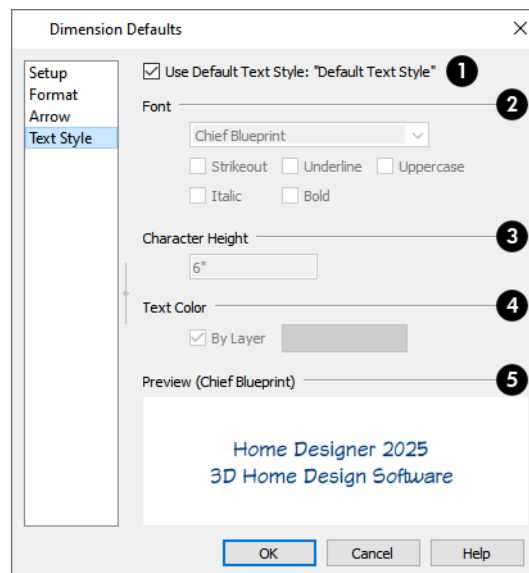 Dimension Defaults
Setup
Format
Arrow
Text Style
Use Default Text Style: "Default Text Style" 1
Font 2
Chief Blueprint
Strikeout Underline Uppercase
Italic Bold
Character Height 3
6"
Text Color 4
By Layer
Preview (Chief Blueprint) 5
Home Designer 2025
3D Home Design Software
OK Cancel Help